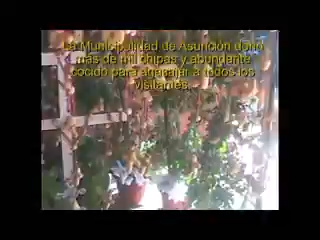 La Municipalidad de Asunción donó
más de mil chipas y abundante
cocido para agasajar a todos los
visitantes.